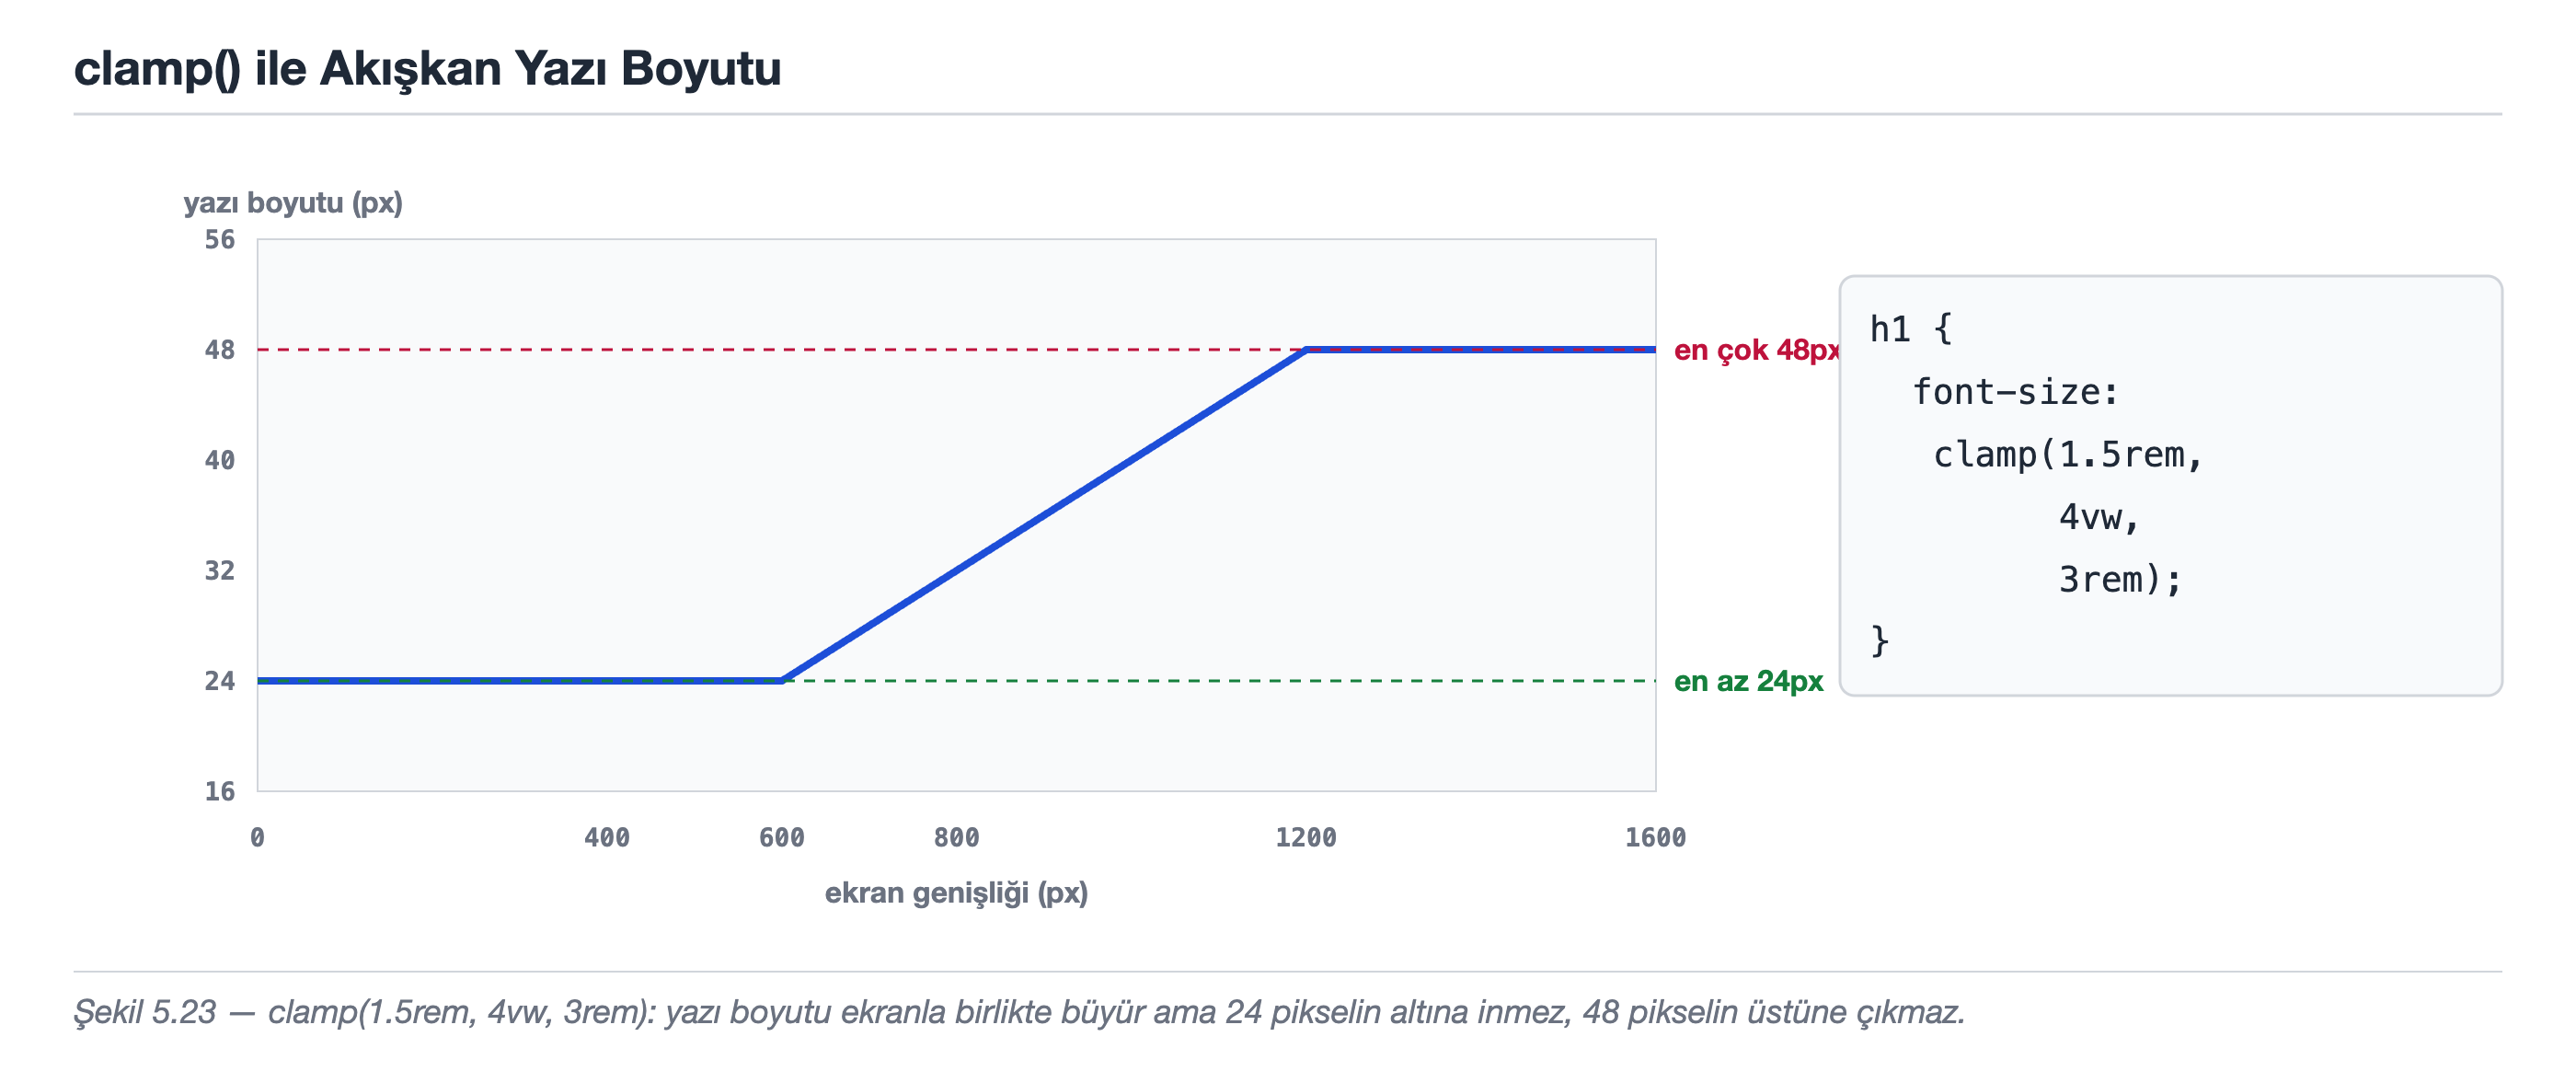 clamp() ile Akışkan Yazı Boyutu
yazı boyutu (px)
56
48
40
32
24
16
0 400 600 800 1200 1600
ekran genişliği (px)
en çok 48px
en az 24px
h1 {
font-size:
clamp(1.5rem,
4vw,
3rem);
}
Şekil 5.23 — clamp(1.5rem, 4vw, 3rem): yazı boyutu ekranla birlikte büyür ama 24 pikselin altına inmez, 48 pikselin üstüne çıkmaz.